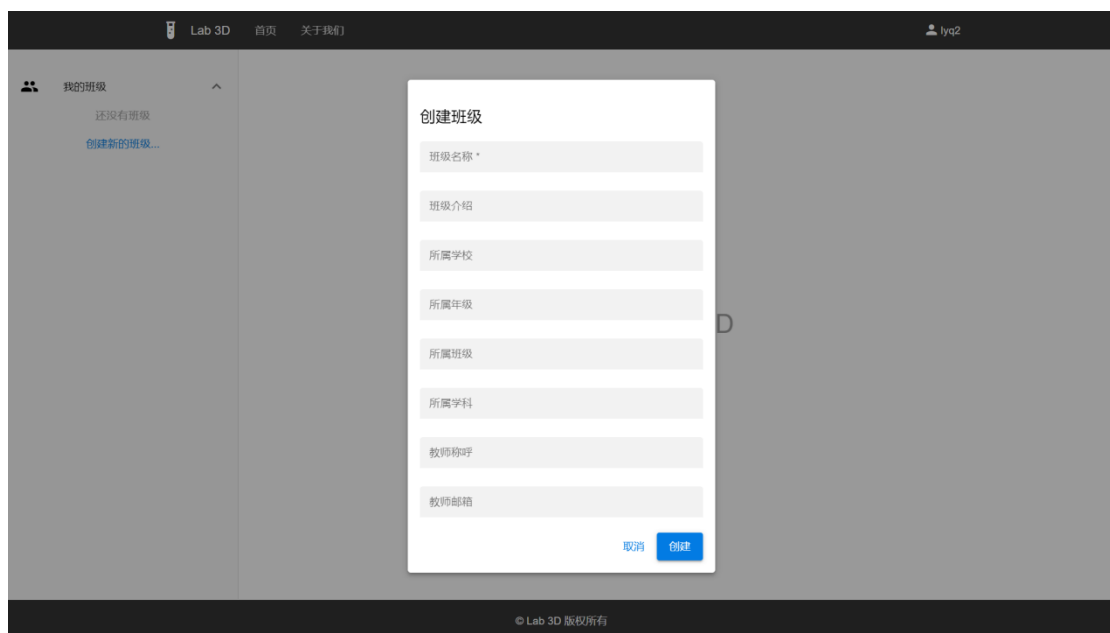 Lab 3D 首页 关于我们 lyq2
我的班级
还没有班级
创建新的班级...
创建班级
班级名称 *
班级介绍
所属学校
所属年级
D
所属班级
所属学科
教师称呼
教师邮箱
取消 创建
© Lab 3D 版权所有